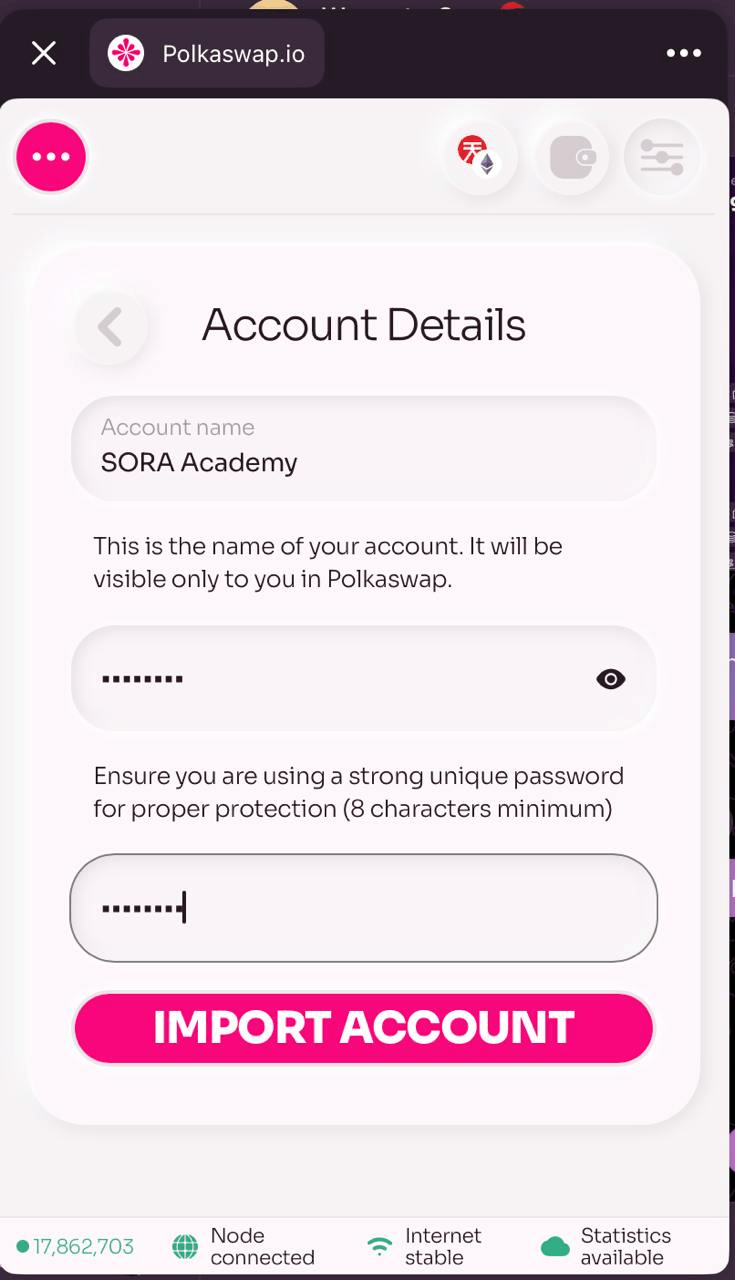 Polkaswap.io
Account Details
Account name
SORA Academy
This is the name of your account. It will be
visible only to you in Polkaswap.
Ensure you are using a strong unique password
for proper protection (8 characters minimum)
IMPORT ACCOUNT
17,862,703
Node
connected
Internet
stable
Statistics
available